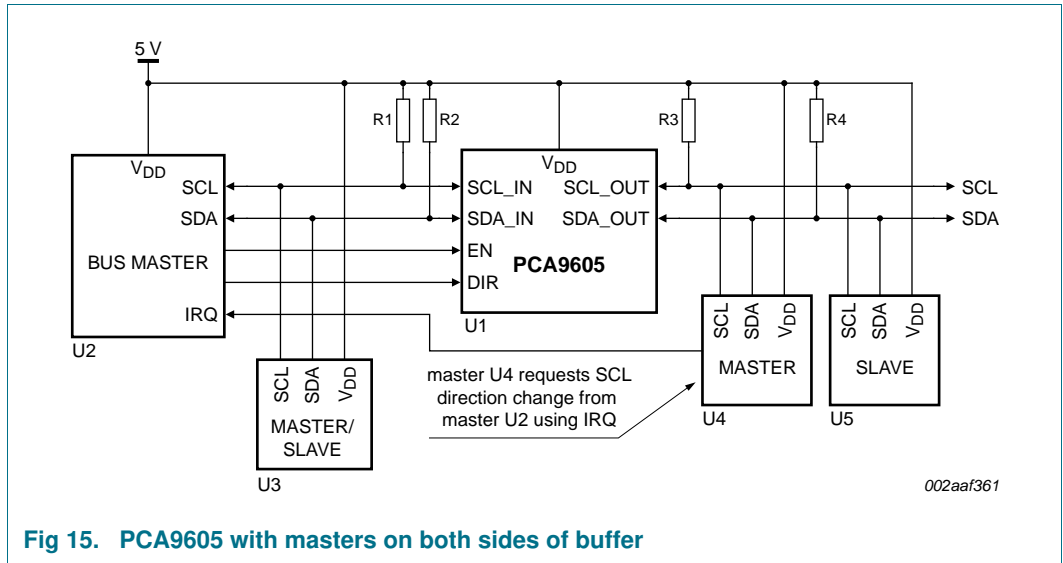 5 V
R1
R2
R3
R4
VDD
SCL
SDA
BUS MASTER
IRQ
U2
VDD
SCL_IN
SCL_OUT
SDA_IN
SDA_OUT
EN
PCA9605
DIR
U1
SCL
SDA
SCL
SDA
VDD
MASTER/
SLAVE
U3
master U4 requests SCL
direction change from
master U2 using IRQ
SCL
SDA
VDD
MASTER
U4
SCL
SDA
VDD
SLAVE
U5
002aaf361
Fig 15. PCA9605 with masters on both sides of buffer